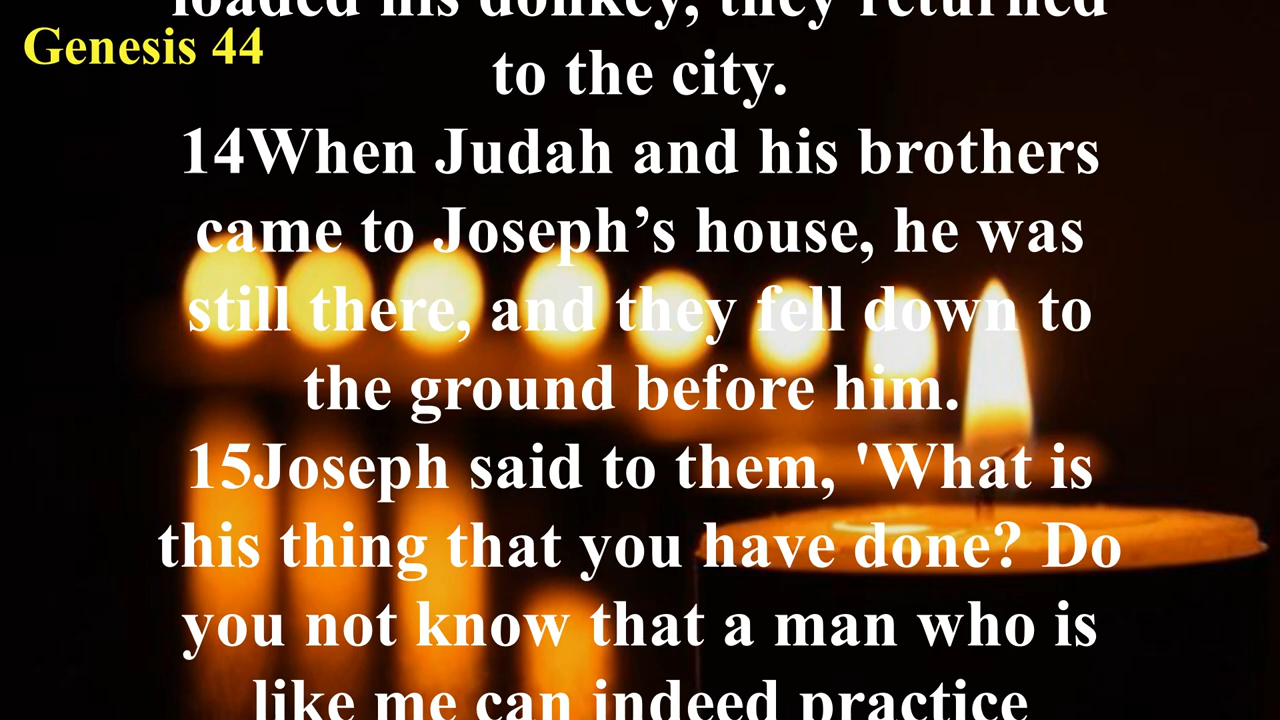 Genesis 44
loaded his donkey, they returned
to the city.
14When Judah and his brothers
came to Joseph’s house, he was
still there, and they fell down to
the ground before him.
15Joseph said to them, 'What is
this thing that you have done? Do
you not know that a man who is
like me can indeed practice